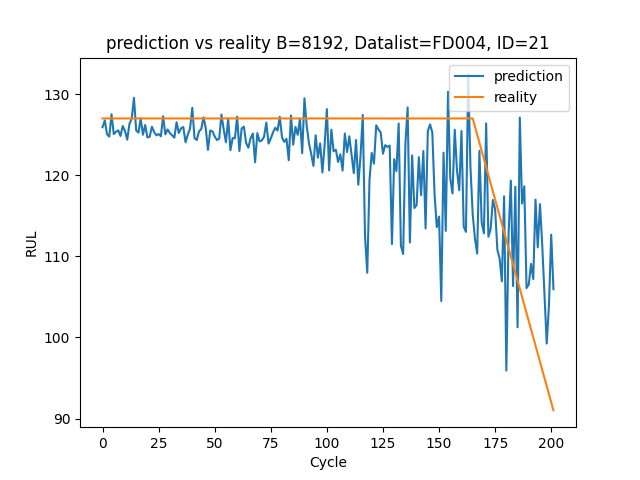 prediction vs reality B=8192, Datalist=FD004, ID=21
prediction
reality
130
120
110
100
90
RUL
0 25 50 75 100 125 150 175 200
Cycle